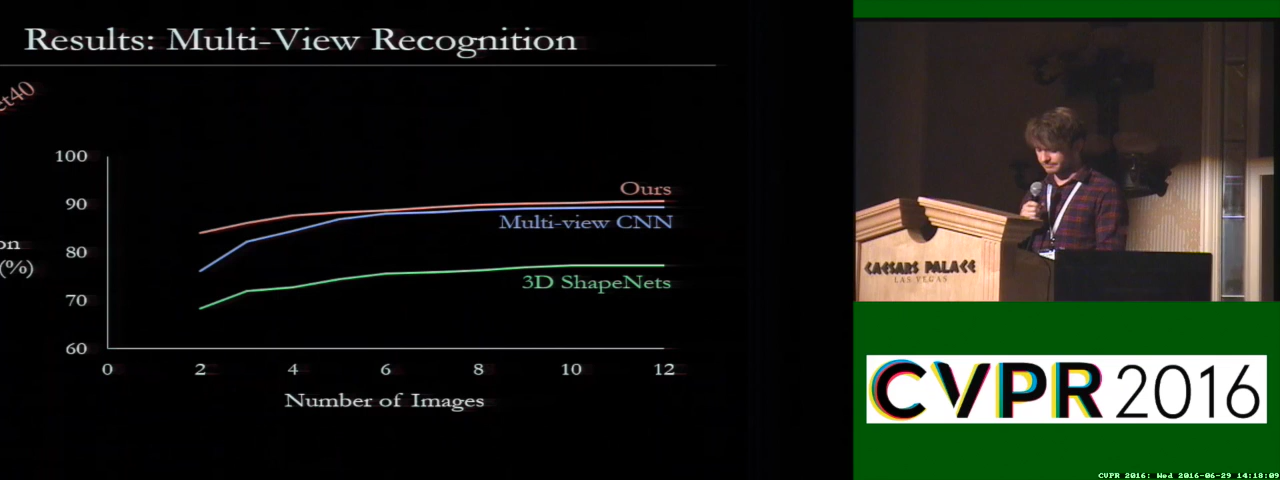 Results: Multi-View Recognition
et40
100
90
80
70
60
on
(%)
Ours
Multi-view CNN
3D ShapeNets
0 2 4 6 8 10 12
Number of Images
CAESARS PALACE
LAS VEGAS
CVPR 2016
CVPR 2016: Wed 2016-06-29 14:18:09